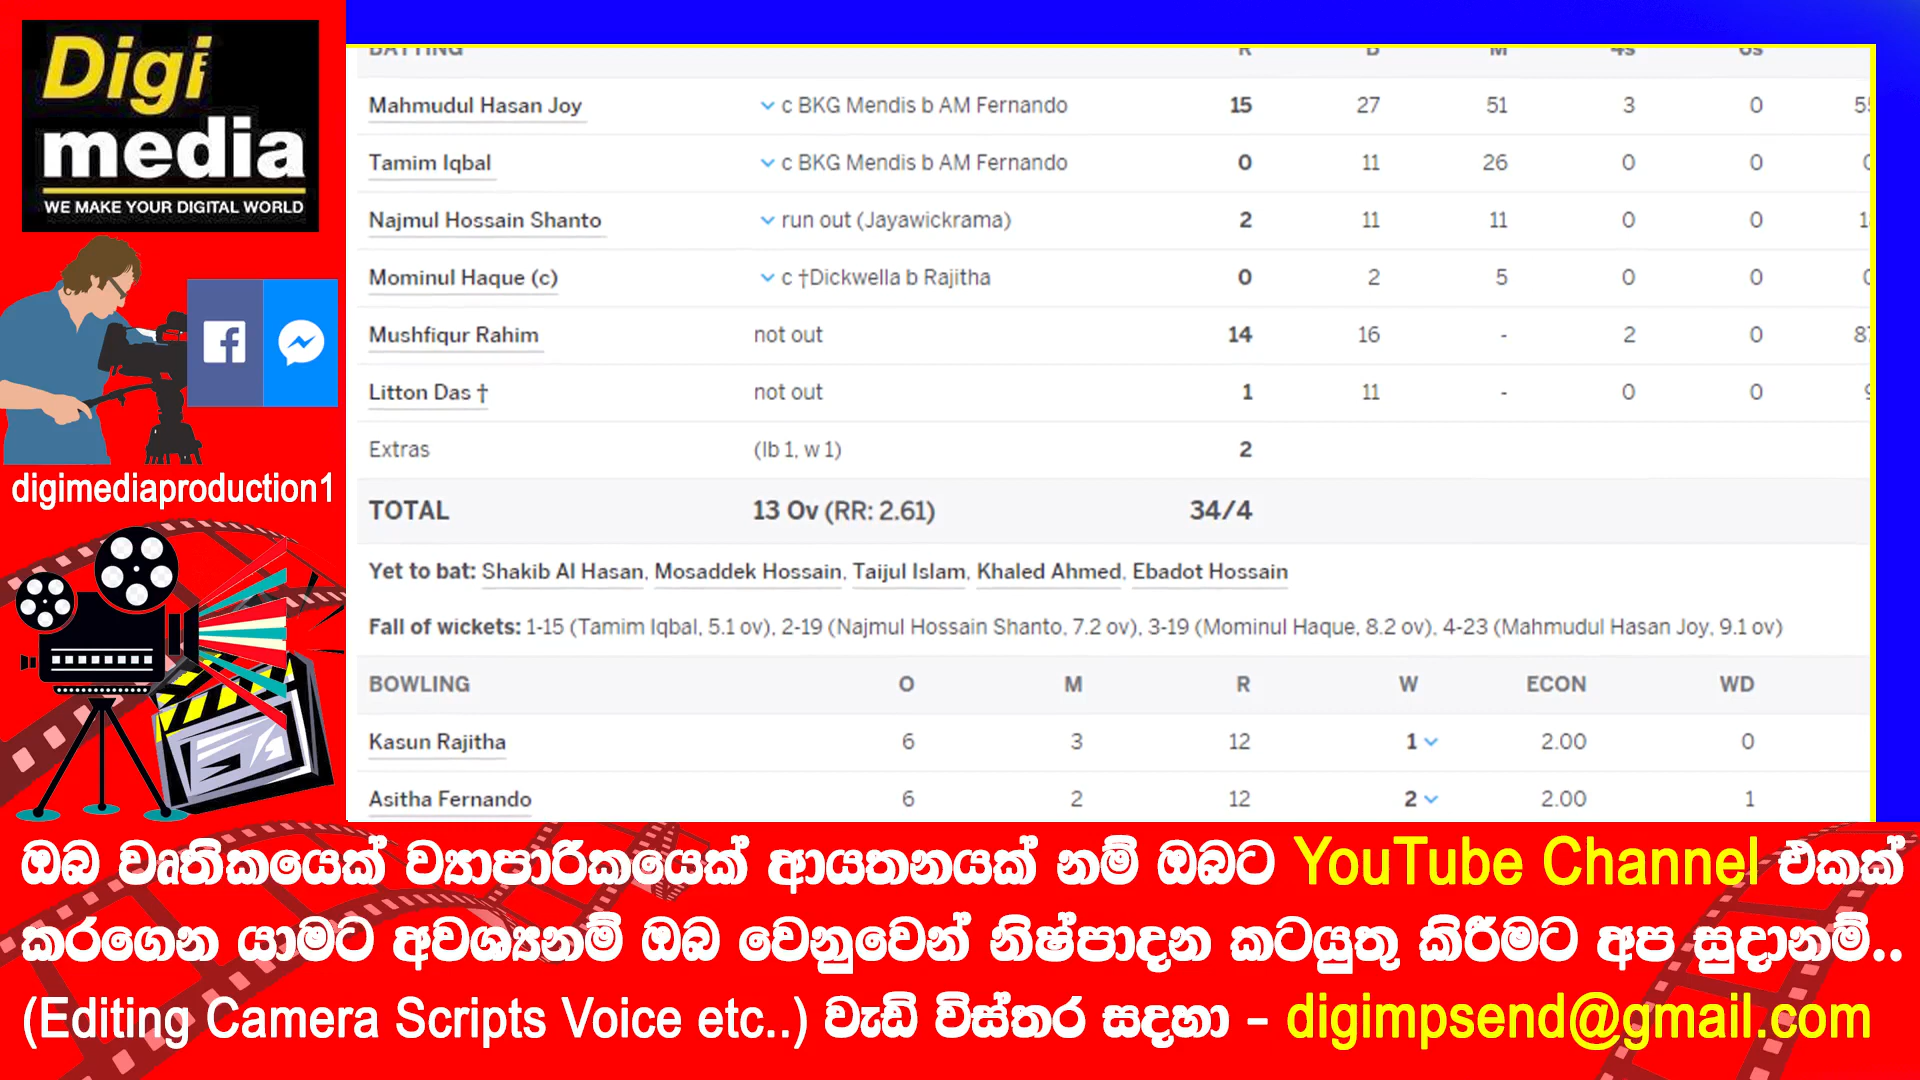 Digi
media
WE MAKE YOUR DIGITAL WORLD
digimediaproduction1
BATTING R B M 4s 6s
Mahmudul Hasan Joy c BKG Mendis b AM Fernando 15 27 51 3 0
Tamim Iqbal c BKG Mendis b AM Fernando 0 11 26 0 0
Najmul Hossain Shanto run out (Jayawickrama) 2 11 11 0 0
Mominul Haque (c) c †Dickwella b Rajitha 0 2 5 0 0
Mushfiqur Rahim not out 14 16 - 2 0
Litton Das † not out 1 11 - 0 0
Extras (lb 1, w 1) 2
TOTAL 13 Ov (RR: 2.61) 34/4
Yet to bat: Shakib Al Hasan, Mosaddek Hossain, Taijul Islam, Khaled Ahmed, Ebadot Hossain
Fall of wickets: 1-15 (Tamim Iqbal, 5.1 ov), 2-19 (Najmul Hossain Shanto, 7.2 ov), 3-19 (Mominul Haque, 8.2 ov), 4-23 (Mahmudul Hasan Joy, 9.1 ov)
BOWLING O M R W ECON WD
Kasun Rajitha 6 3 12 1 2.00 0
Asitha Fernando 6 2 12 2 2.00 1
ඔබ වෘතිකයෙක් ව්‍යාපාරිකයෙක් ආයතනයක් නම් ඔබට YouTube Channel එකක්
කරගෙන යාමට අවශ්‍යනම් ඔබ වෙනුවෙන් නිෂ්පාදන කටයුතු කිරීමට අප සුදානම්..
(Editing Camera Scripts Voice etc..) වැඩි විස්තර සදහා - digimpsend@gmail.com